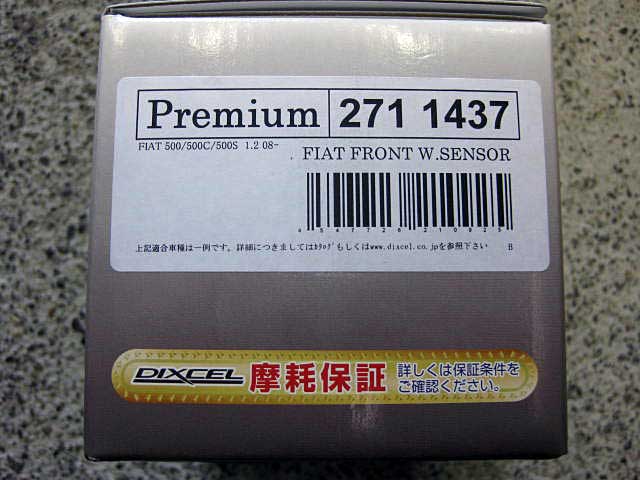 Premium 271 1437
FIAT 500/500C/500S 1.2 08-
FIAT FRONT W.SENSOR
4547726210925
上記適合車種は一例です。詳細につきましてはｶﾀﾛｸﾞもしくはwww.dixcel.co.jpを参照下さい B
DIXCEL 摩耗保証 詳しくは保証条件を
ご確認ください。